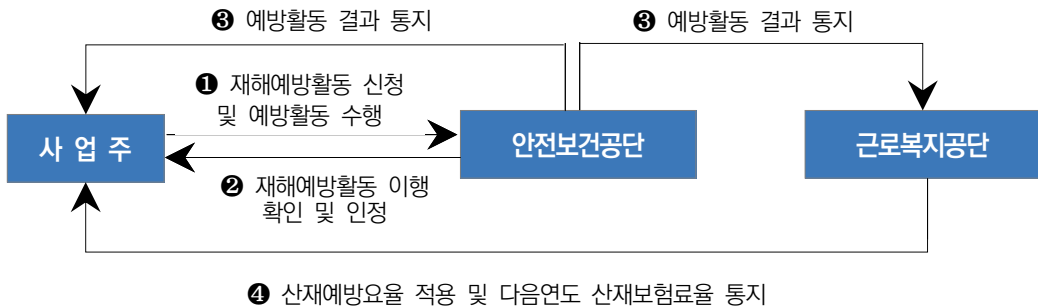 ❸ 예방활동 결과 통지
❸ 예방활동 결과 통지
❶ 재해예방활동 신청
및 예방활동 수행
사 업 주
안전보건공단
근로복지공단
❷ 재해예방활동 이행
확인 및 인정
❹ 산재예방요율 적용 및 다음연도 산재보험료율 통지